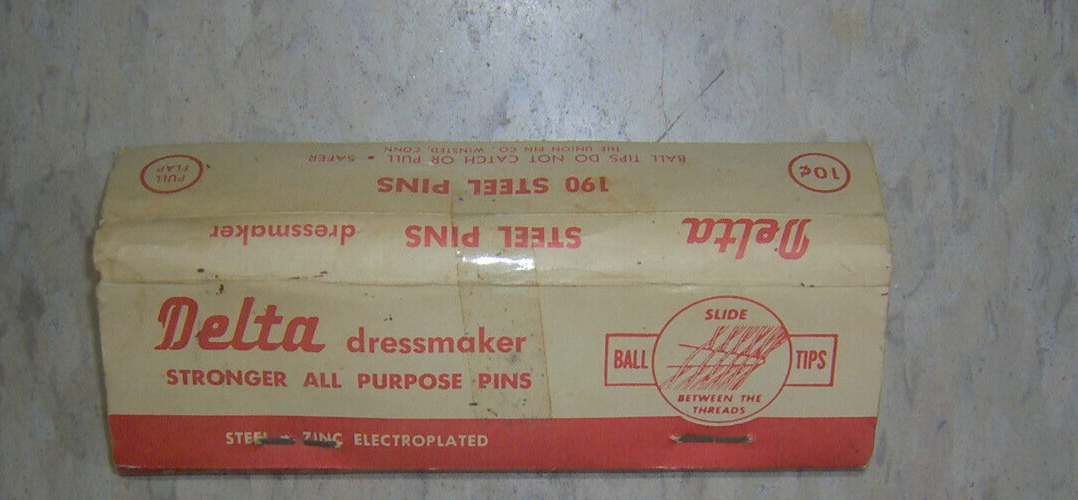 THE UNION PIN CO., WINSTED, CONN
BALL TIPS DO NOT CATCH OR PULL • SAFER
10¢
190 STEEL PINS
PULL
FLAP
Delta STEEL PINS dressmaker
Delta dressmaker
STRONGER ALL PURPOSE PINS
SLIDE
BALL TIPS
BETWEEN THE
THREADS
STEEL ZINC ELECTROPLATED